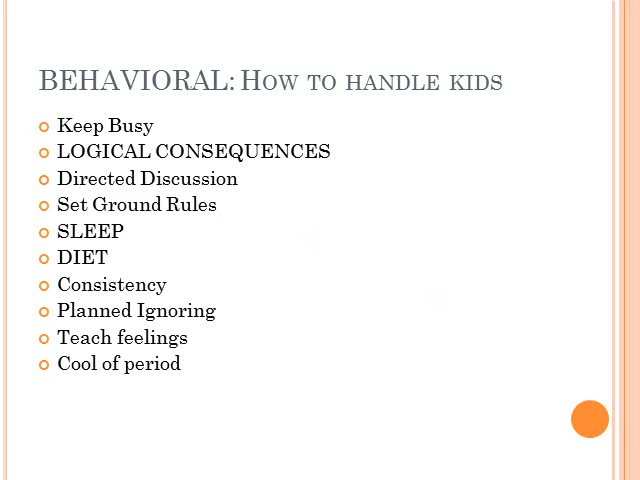 BEHAVIORAL: HOW TO HANDLE KIDS
Keep Busy
LOGICAL CONSEQUENCES
Directed Discussion
Set Ground Rules
SLEEP
DIET
Consistency
Planned Ignoring
Teach feelings
Cool of period